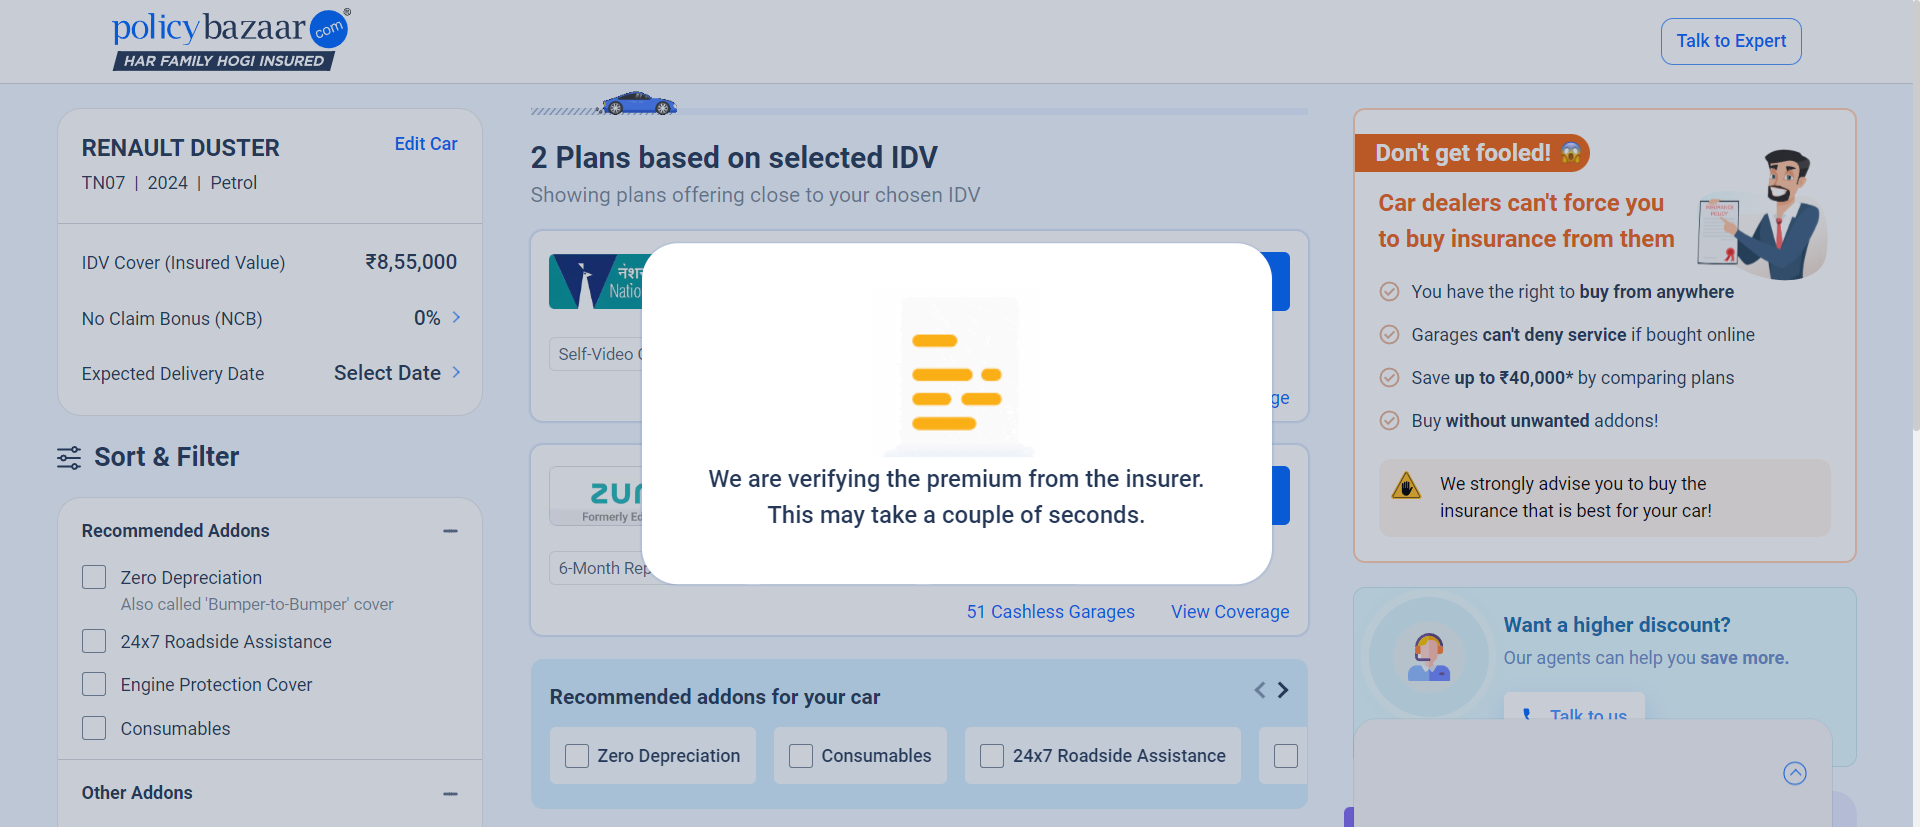 policybazaar.com®
HAR FAMILY HOGI INSURED
Talk to Expert
RENAULT DUSTER
Edit Car
TN07 | 2024 | Petrol
IDV Cover (Insured Value) ₹8,55,000
No Claim Bonus (NCB) 0%
Expected Delivery Date Select Date
Sort & Filter
Recommended Addons
Zero Depreciation
Also called 'Bumper-to-Bumper' cover
24x7 Roadside Assistance
Engine Protection Cover
Consumables
Other Addons
2 Plans based on selected IDV
Showing plans offering close to your chosen IDV
Self-Video
We are verifying the premium from the insurer.
This may take a couple of seconds.
Formerly
6-Month
51 Cashless Garages View Coverage
Recommended addons for your car
Zero Depreciation Consumables 24x7 Roadside Assistance
Don't get fooled! 😱
Car dealers can't force you
to buy insurance from them
You have the right to buy from anywhere
Garages can't deny service if bought online
Save up to ₹40,000* by comparing plans
Buy without unwanted addons!
We strongly advise you to buy the
insurance that is best for your car!
Want a higher discount?
Our agents can help you save more.
Talk to us